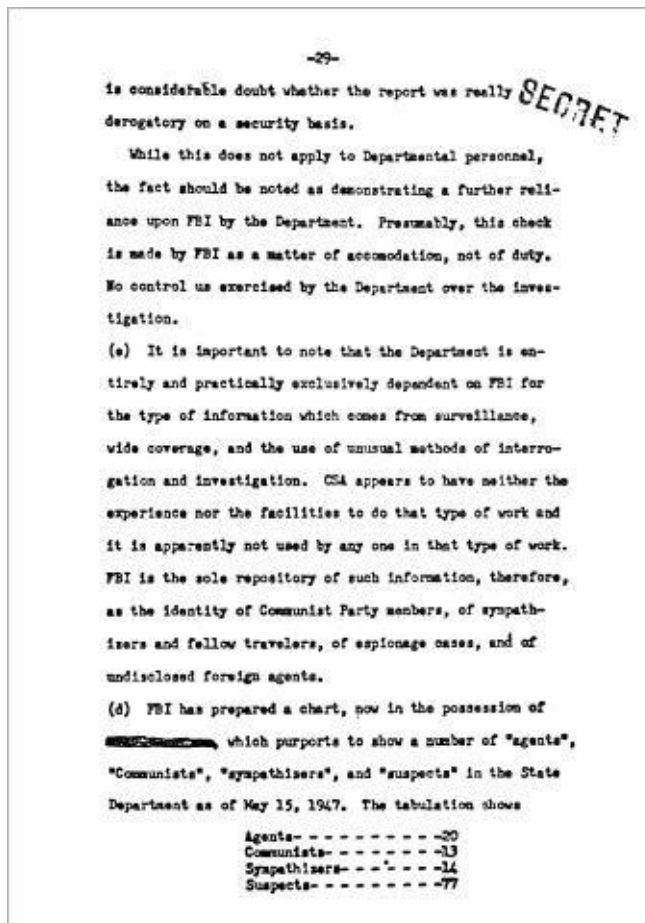 -29-
is considerable doubt whether the report was really
SECRET
derogatory on a security basis.
While this does not apply to Departmental personnel,
the fact should be noted as demonstrating a further reli-
ance upon FBI by the Department. Presumably, this check
is made by FBI as a matter of accomodation, not of duty.
No control us exercised by the Department over the inves-
tigation.
(c) It is important to note that the Department is en-
tirely and practically exclusively dependent on FBI for
the type of information which comes from surveillance,
wide coverage, and the use of unusual methods of interro-
gation and investigation. CSA appears to have neither the
experience nor the facilities to do that type of work and
it is apparently not used by any one in that type of work.
FBI is the sole repository of such information, therefore,
as the identity of Communist Party members, of sympath-
izers and fellow travelers, of espionage cases, and of
undisclosed foreign agents.
(d) FBI has prepared a chart, now in the possession of
, which purports to show a number of "agents",
"Communists", "sympathisers", and "suspects" in the State
Department as of May 15, 1947. The tabulation shows
Agents- - - - - - - - - - -20
Communists- - - - - - - - -13
Sympathizers- - - - - - - -14
Suspects- - - - - - - - - -77